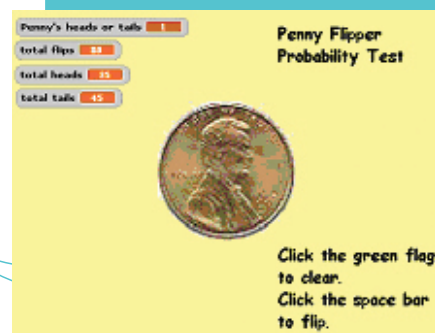 Penny's heads or tails 1
total flips 80
total heads 35
total tails 45
Penny Flipper
Probability Test
Click the green flag
to clear.
Click the space bar
to flip.